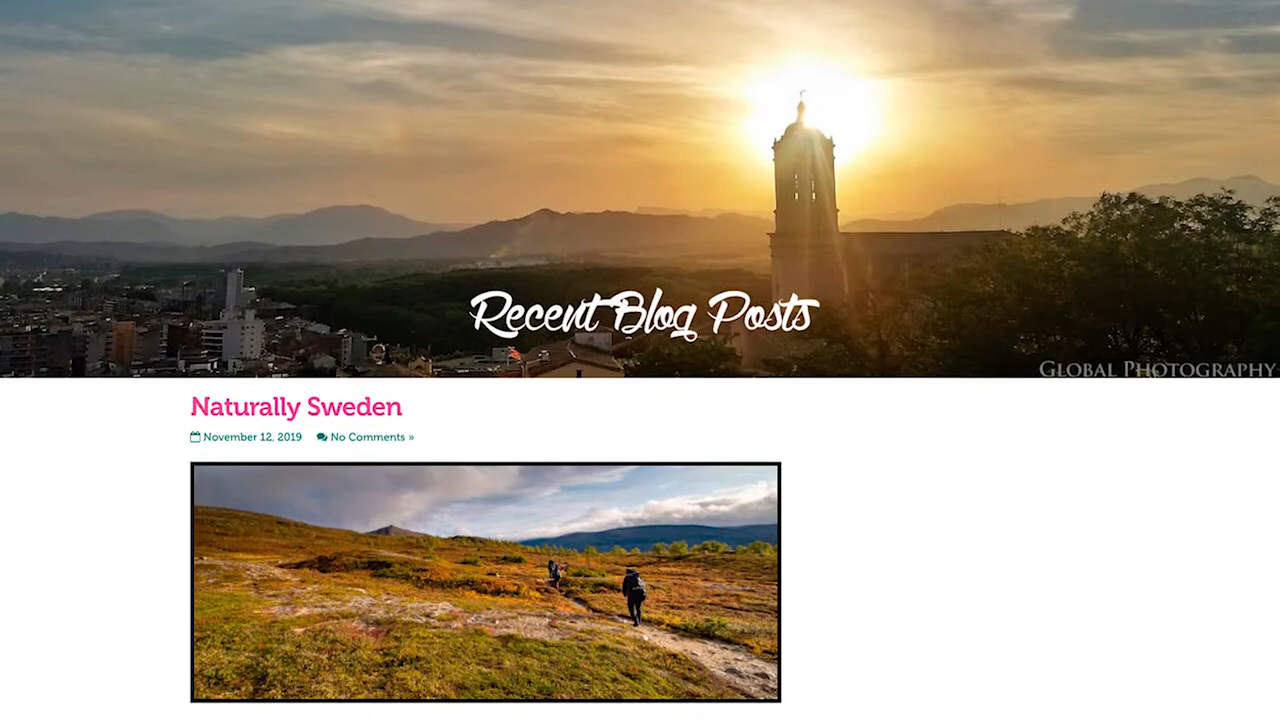 Recent Blog Posts
GLOBAL PHOTOGRAPHY
Naturally Sweden
November 12, 2019 No Comments »